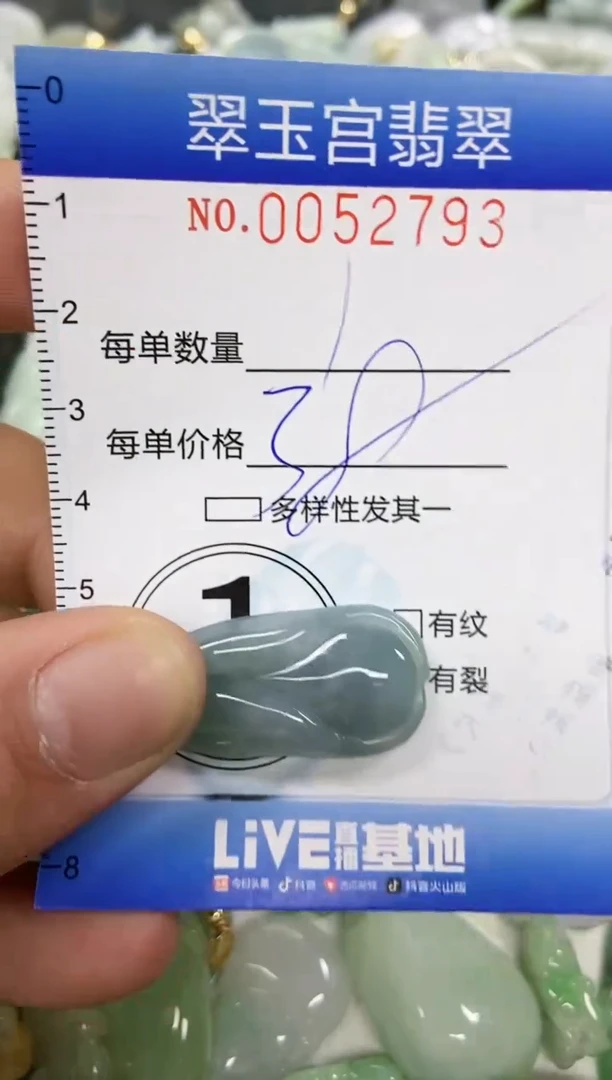 0
翠玉宫翡翠
1
NO.0052793
2
每单数量 1
3
每单价格 38
4
多样性发其一
5
1
有纹
有裂
LiVE直播基地
8
今日头条 抖音 抖音火山版